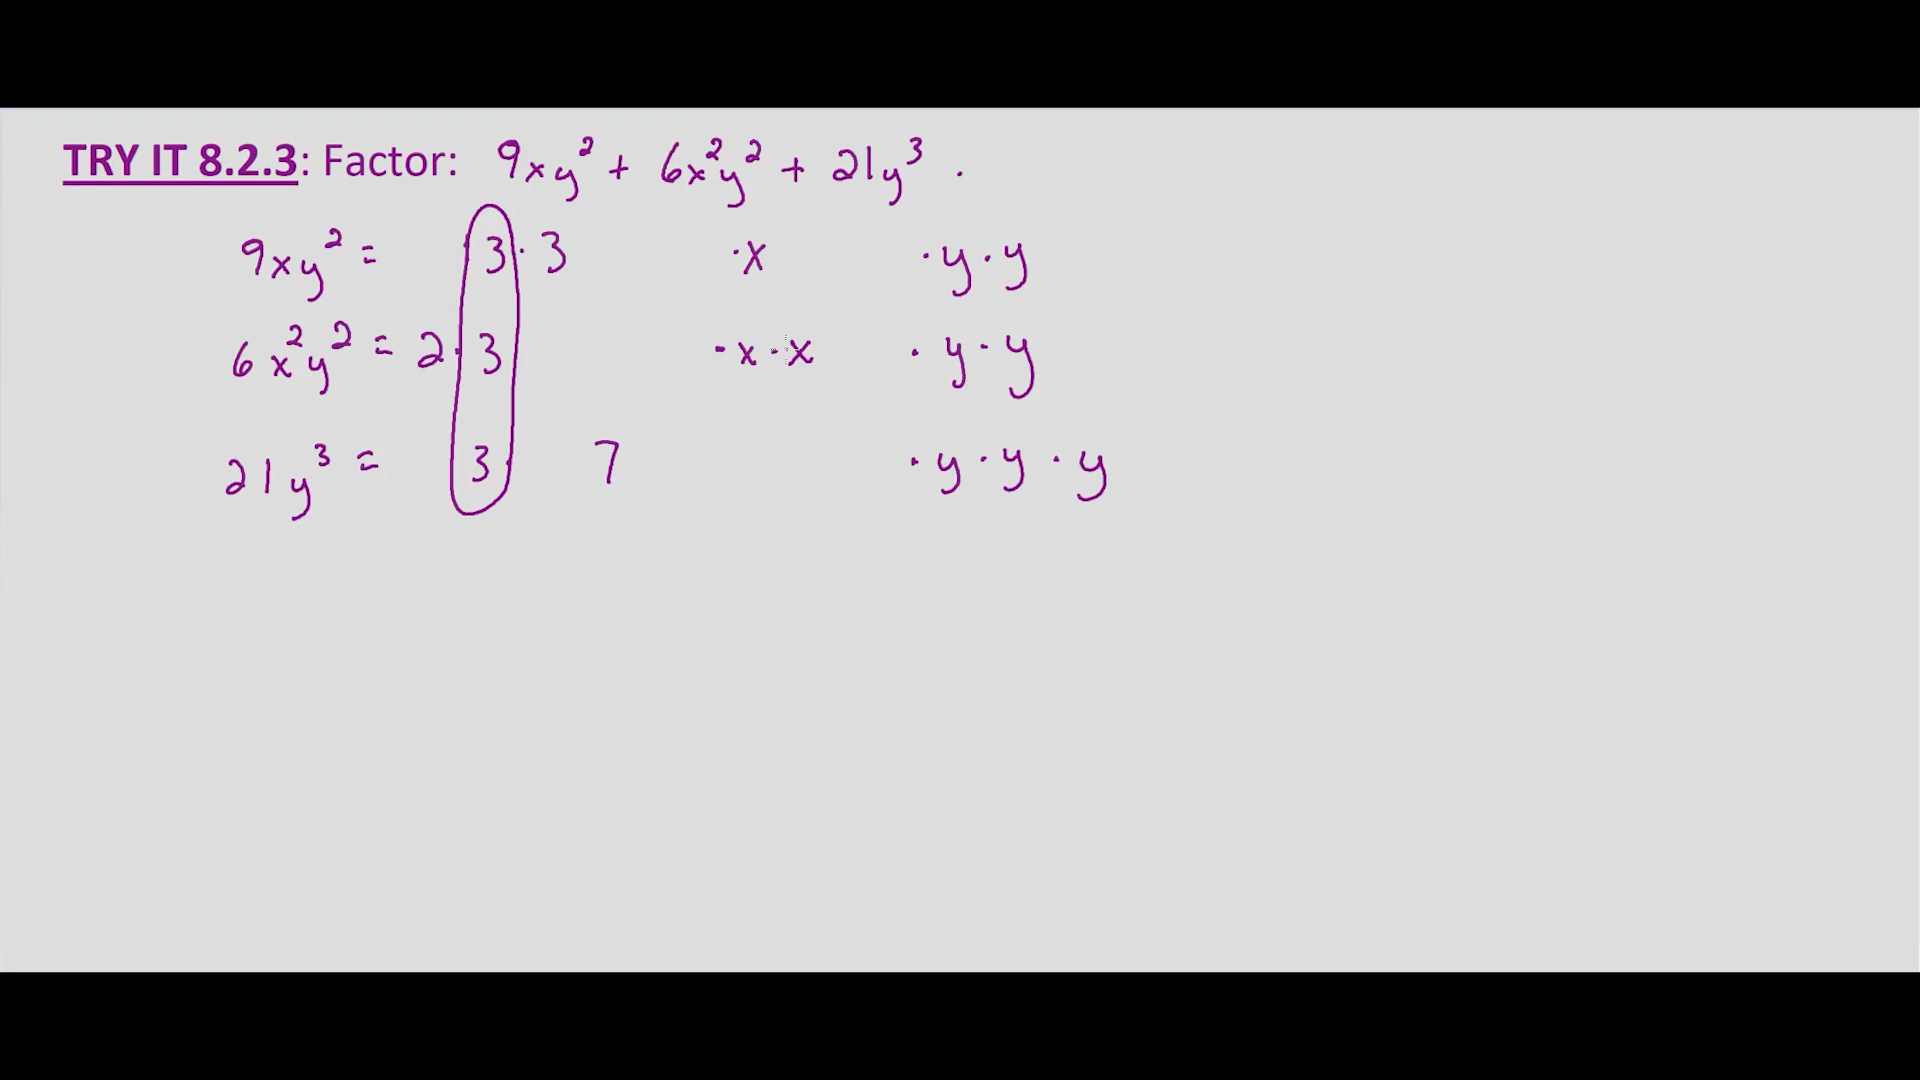 TRY IT 8.2.3: Factor: 9xy² + 6x²y² + 21y³ .
9xy² = 3 · 3 · x · y · y
6x²y² = 2 · 3 · x · x · y · y
21y³ = 3 · 7 · y · y · y